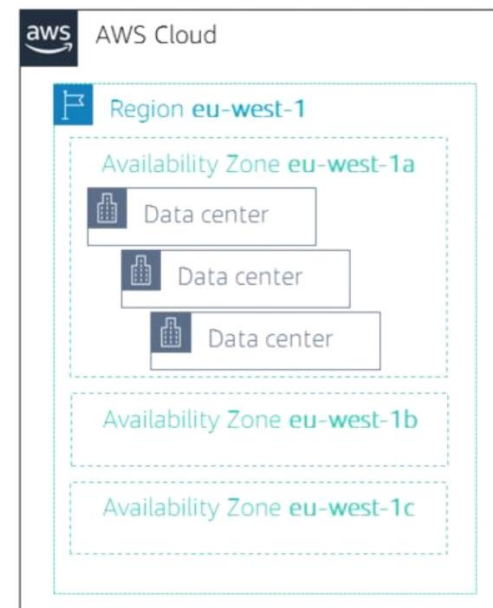 aws
AWS Cloud
Region eu-west-1
Availability Zone eu-west-1a
Data center
Data center
Data center
Availability Zone eu-west-1b
Availability Zone eu-west-1c